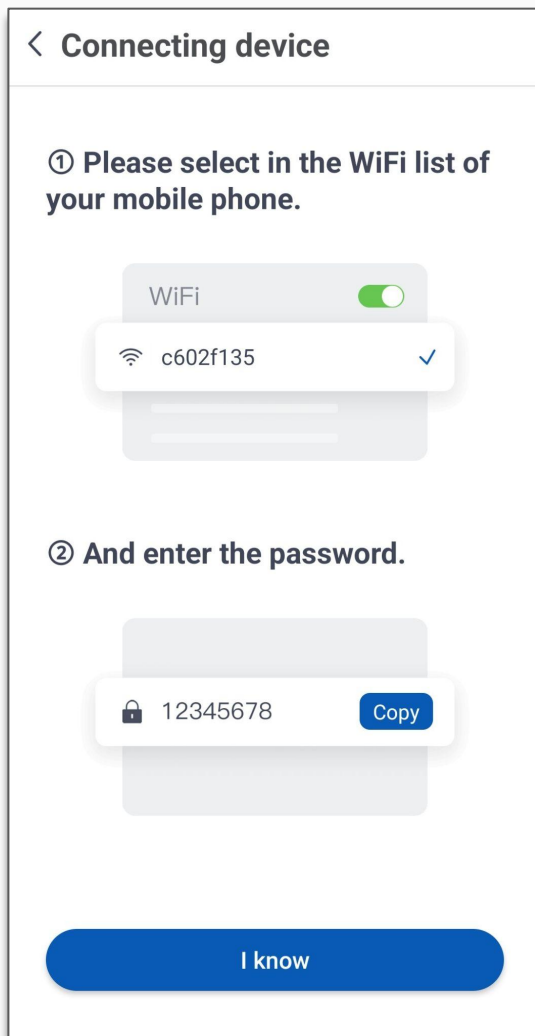 Connecting device
① Please select in the WiFi list of
your mobile phone.
WiFi
c602f135
② And enter the password.
12345678 Copy
I know